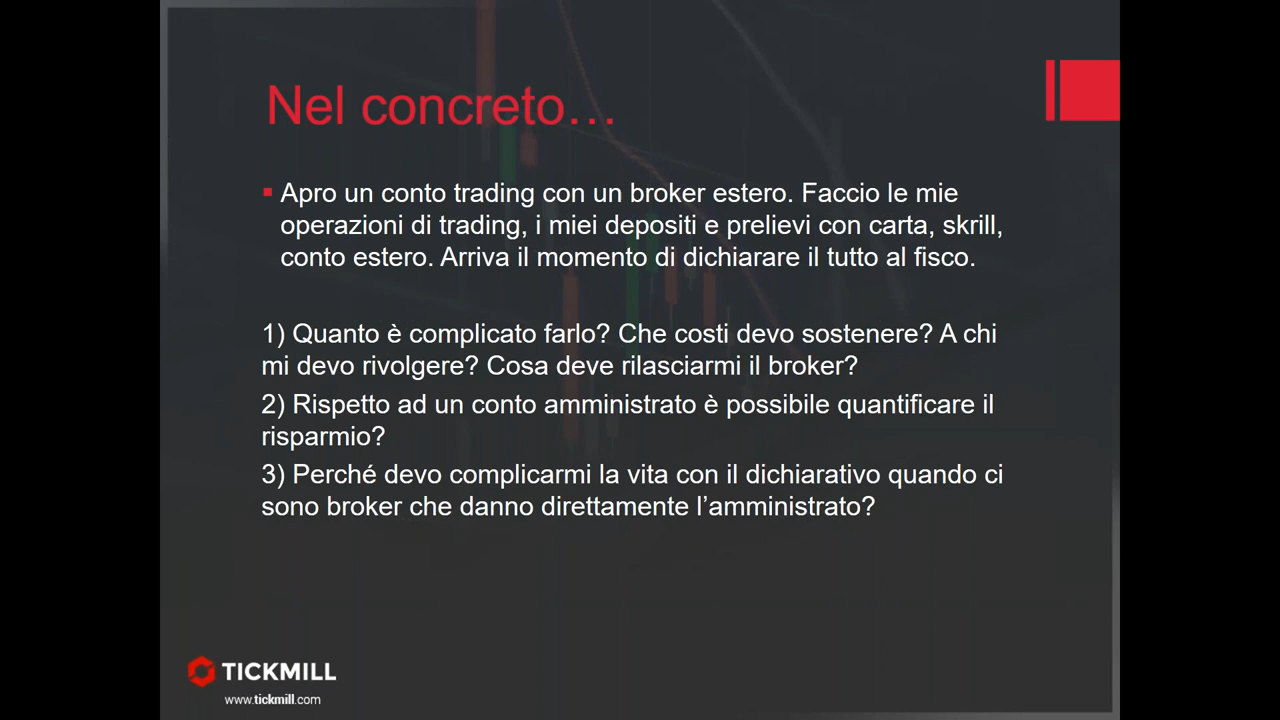 Nel concreto…
Apro un conto trading con un broker estero. Faccio le mie
operazioni di trading, i miei depositi e prelievi con carta, skrill,
conto estero. Arriva il momento di dichiarare il tutto al fisco.
1) Quanto è complicato farlo? Che costi devo sostenere? A chi
mi devo rivolgere? Cosa deve rilasciarmi il broker?
2) Rispetto ad un conto amministrato è possibile quantificare il
risparmio?
3) Perché devo complicarmi la vita con il dichiarativo quando ci
sono broker che danno direttamente l’amministrato?
TICKMILL
www.tickmill.com